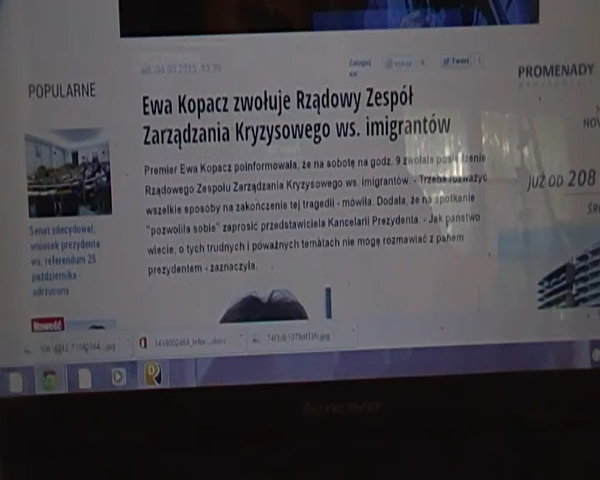 POPULARNE
Ewa Kopacz zwołuje Rządowy Zespół
Zarządzania Kryzysowego ws. imigrantów
Premier Ewa Kopacz poinformowała, że na sobotę na godz. 9 zwołała posiedzenie
Rządowego Zespołu Zarządzania Kryzysowego ws. imigrantów. - Trzeba rozważyć
wszelkie sposoby na zakończenie tej tragedii - mówiła. Dodała, że na spotkanie
"pozwoliła sobie" zaprosić przedstawiciela Kancelarii Prezydenta. - Jak państwo
wiecie, o tych trudnych i poważnych tematach nie mogę rozmawiać z panem
prezydentem - zaznaczyła.
Senat zdecydował:
wniosek prezydenta
ws. referendum 25
października -
odrzucony
Nowość
Tweet
PROMENADY
NOW
JUŻ OD 208
lenovo